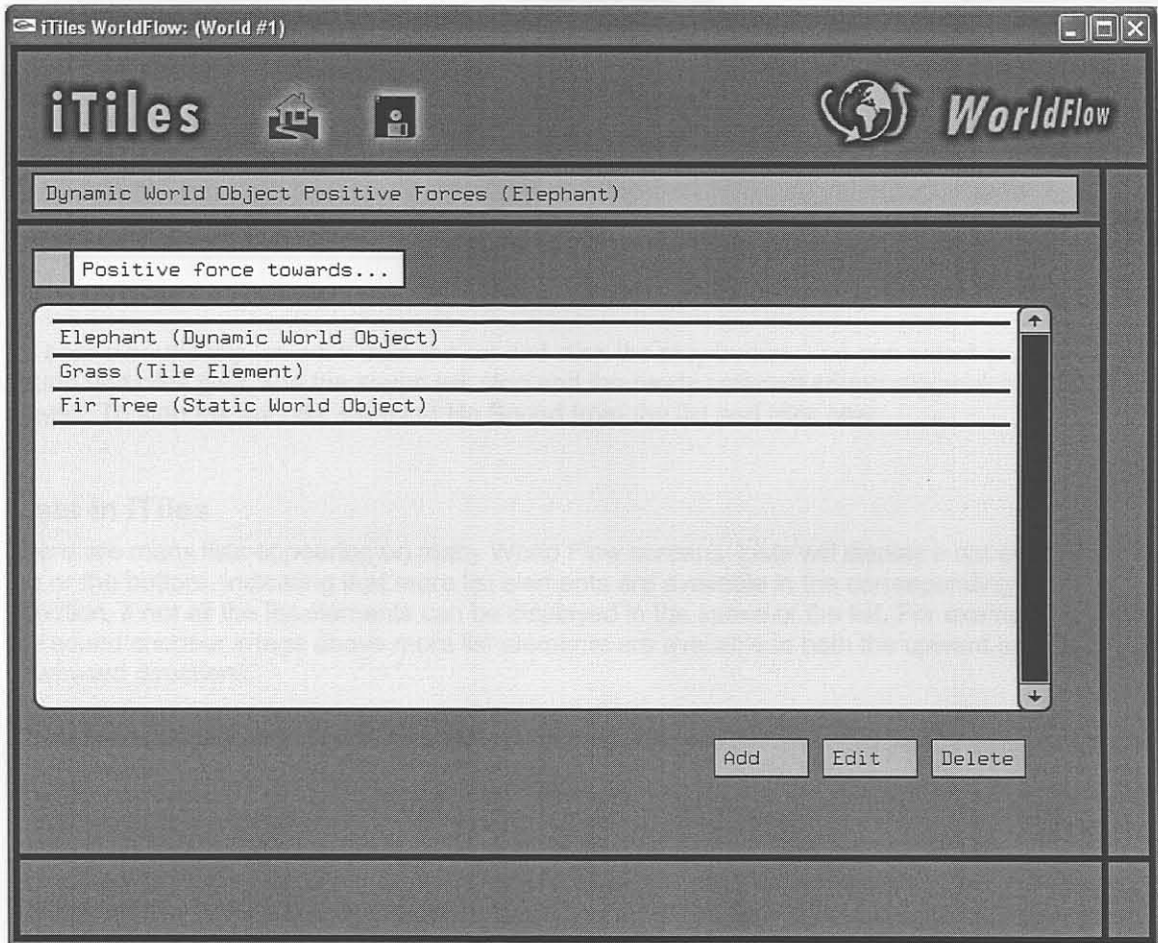 iTiles WorldFlow: (World #1)
iTiles
WorldFlow
Dynamic World Object Positive Forces (Elephant)
Positive force towards...
Elephant (Dynamic World Object)
Grass (Tile Element)
Fir Tree (Static World Object)
Add Edit Delete